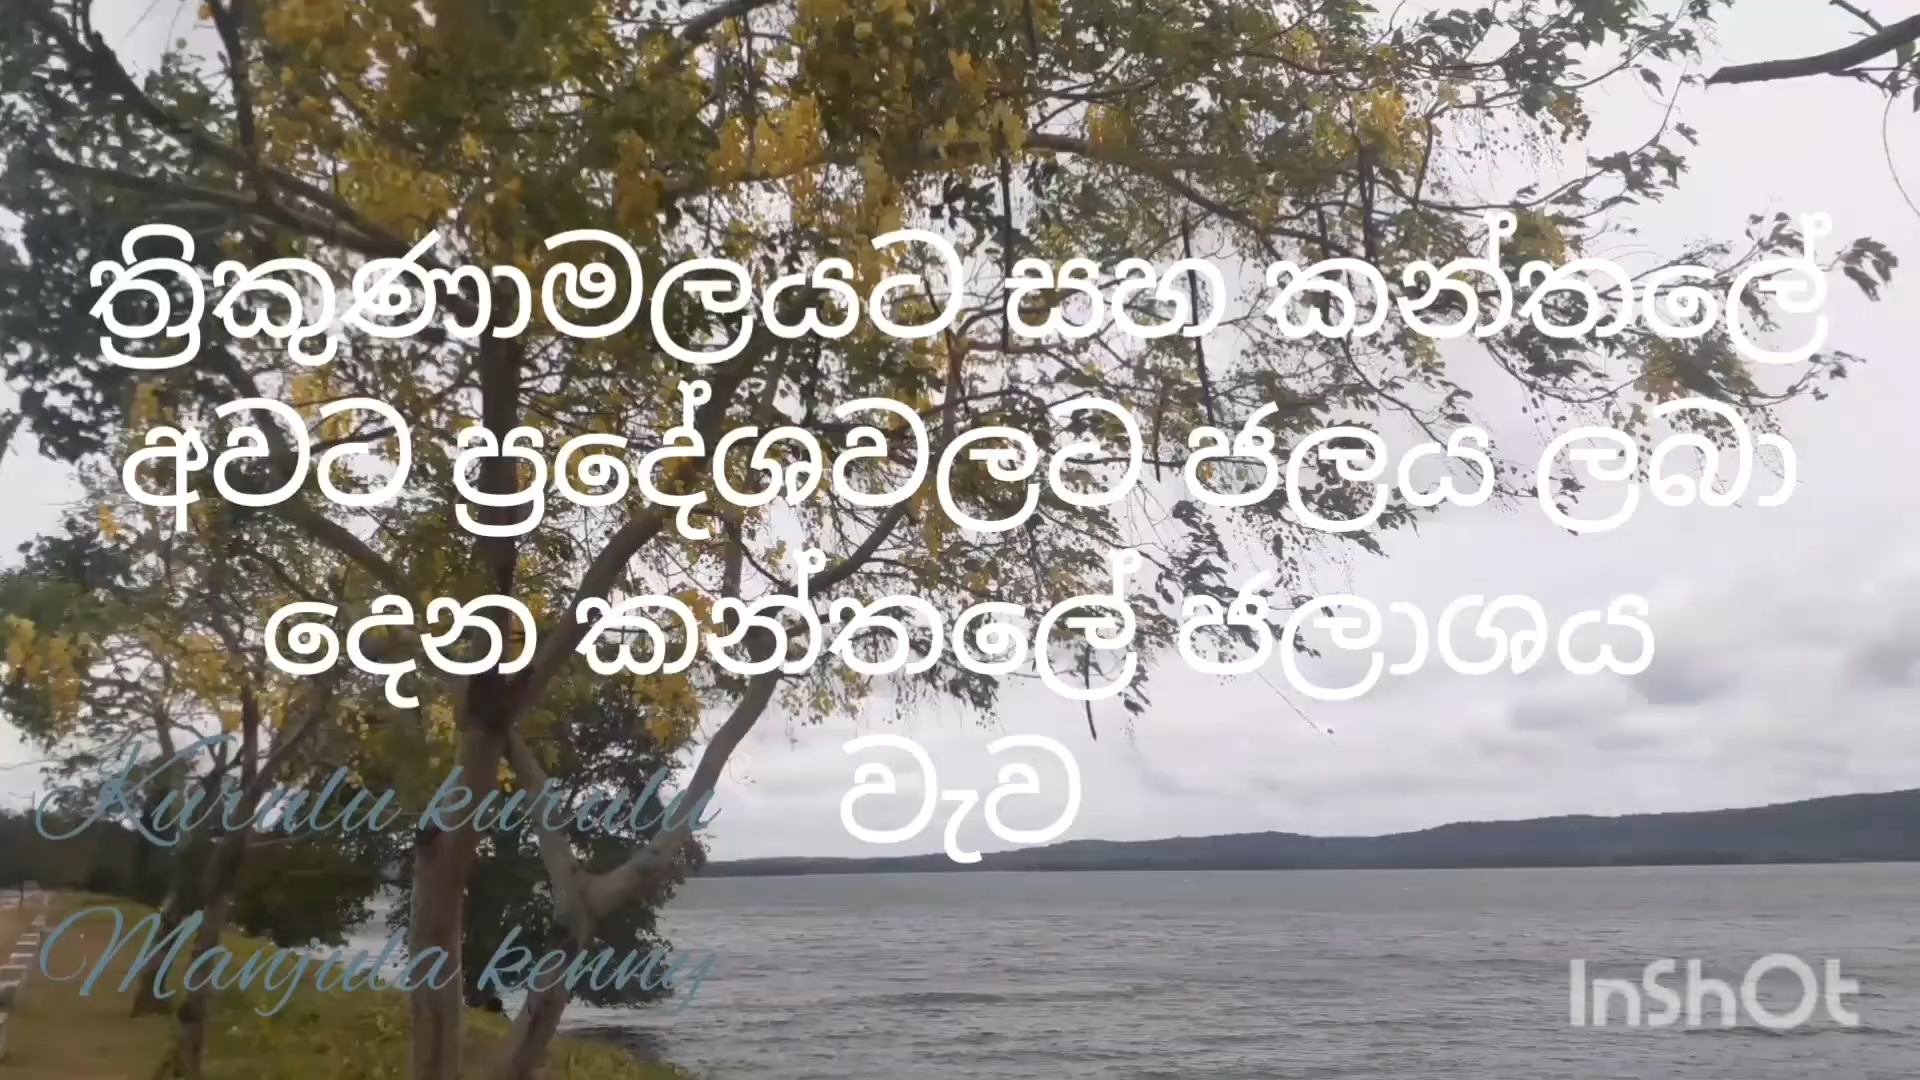 ත්‍රිකුණාමලයට සහ කන්තලේ
අවට ප්‍රදේශවලට ජලය ලබා
දෙන කන්තලේ ජලාශය
වැව
Kurulu kurulu
Manjula kenny
InShOt